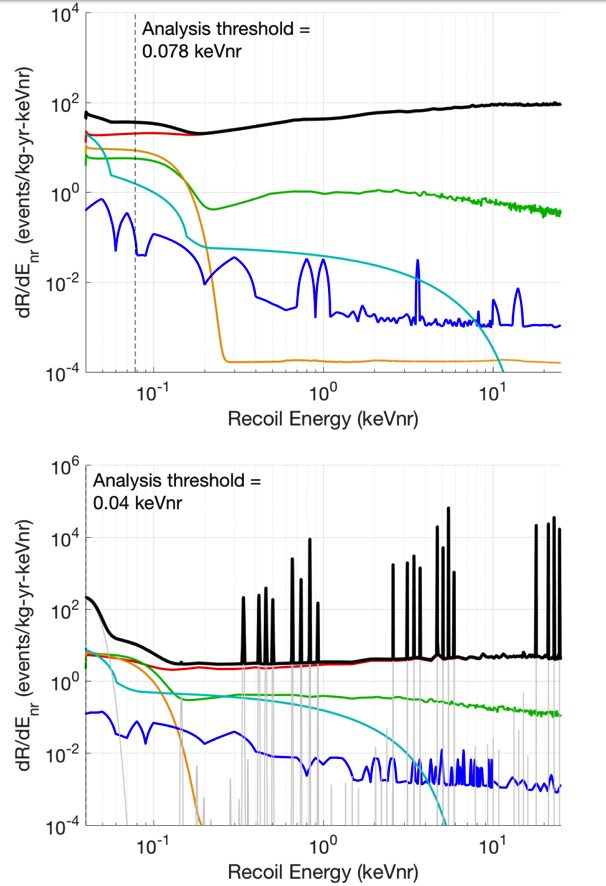 10^4
Analysis threshold =
0.078 keVnr
10^2
10^0
10^-2
10^-4
dR/dE_nr (events/kg-yr-keVnr)
10^-1 10^0 10^1
Recoil Energy (keVnr)
10^6
Analysis threshold =
0.04 keVnr
10^4
10^2
10^0
10^-2
10^-4
dR/dE_nr (events/kg-yr-keVnr)
10^-1 10^0 10^1
Recoil Energy (keVnr)